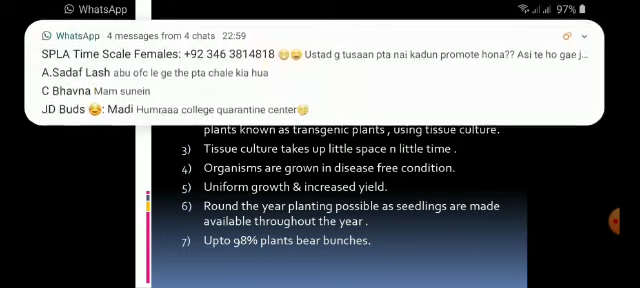 WhatsApp 97%
WhatsApp 4 messages from 4 chats 22:59
SPLA Time Scale Females: +92 346 3814818 😁😄 Ustad g tusaan pta nai kadun promote hona?? Asi te ho gae j...
A.Sadaf Lash abu ofc le ge the pta chale kia hua
C Bhavna Mam sunein
JD Buds 😂: Madi Humraaa college quarantine center😁
plants known as transgenic plants , using tissue culture.
3) Tissue culture takes up little space n little time .
4) Organisms are grown in disease free condition.
5) Uniform growth & increased yield.
6) Round the year planting possible as seedlings are made
available throughout the year .
7) Upto 98% plants bear bunches.